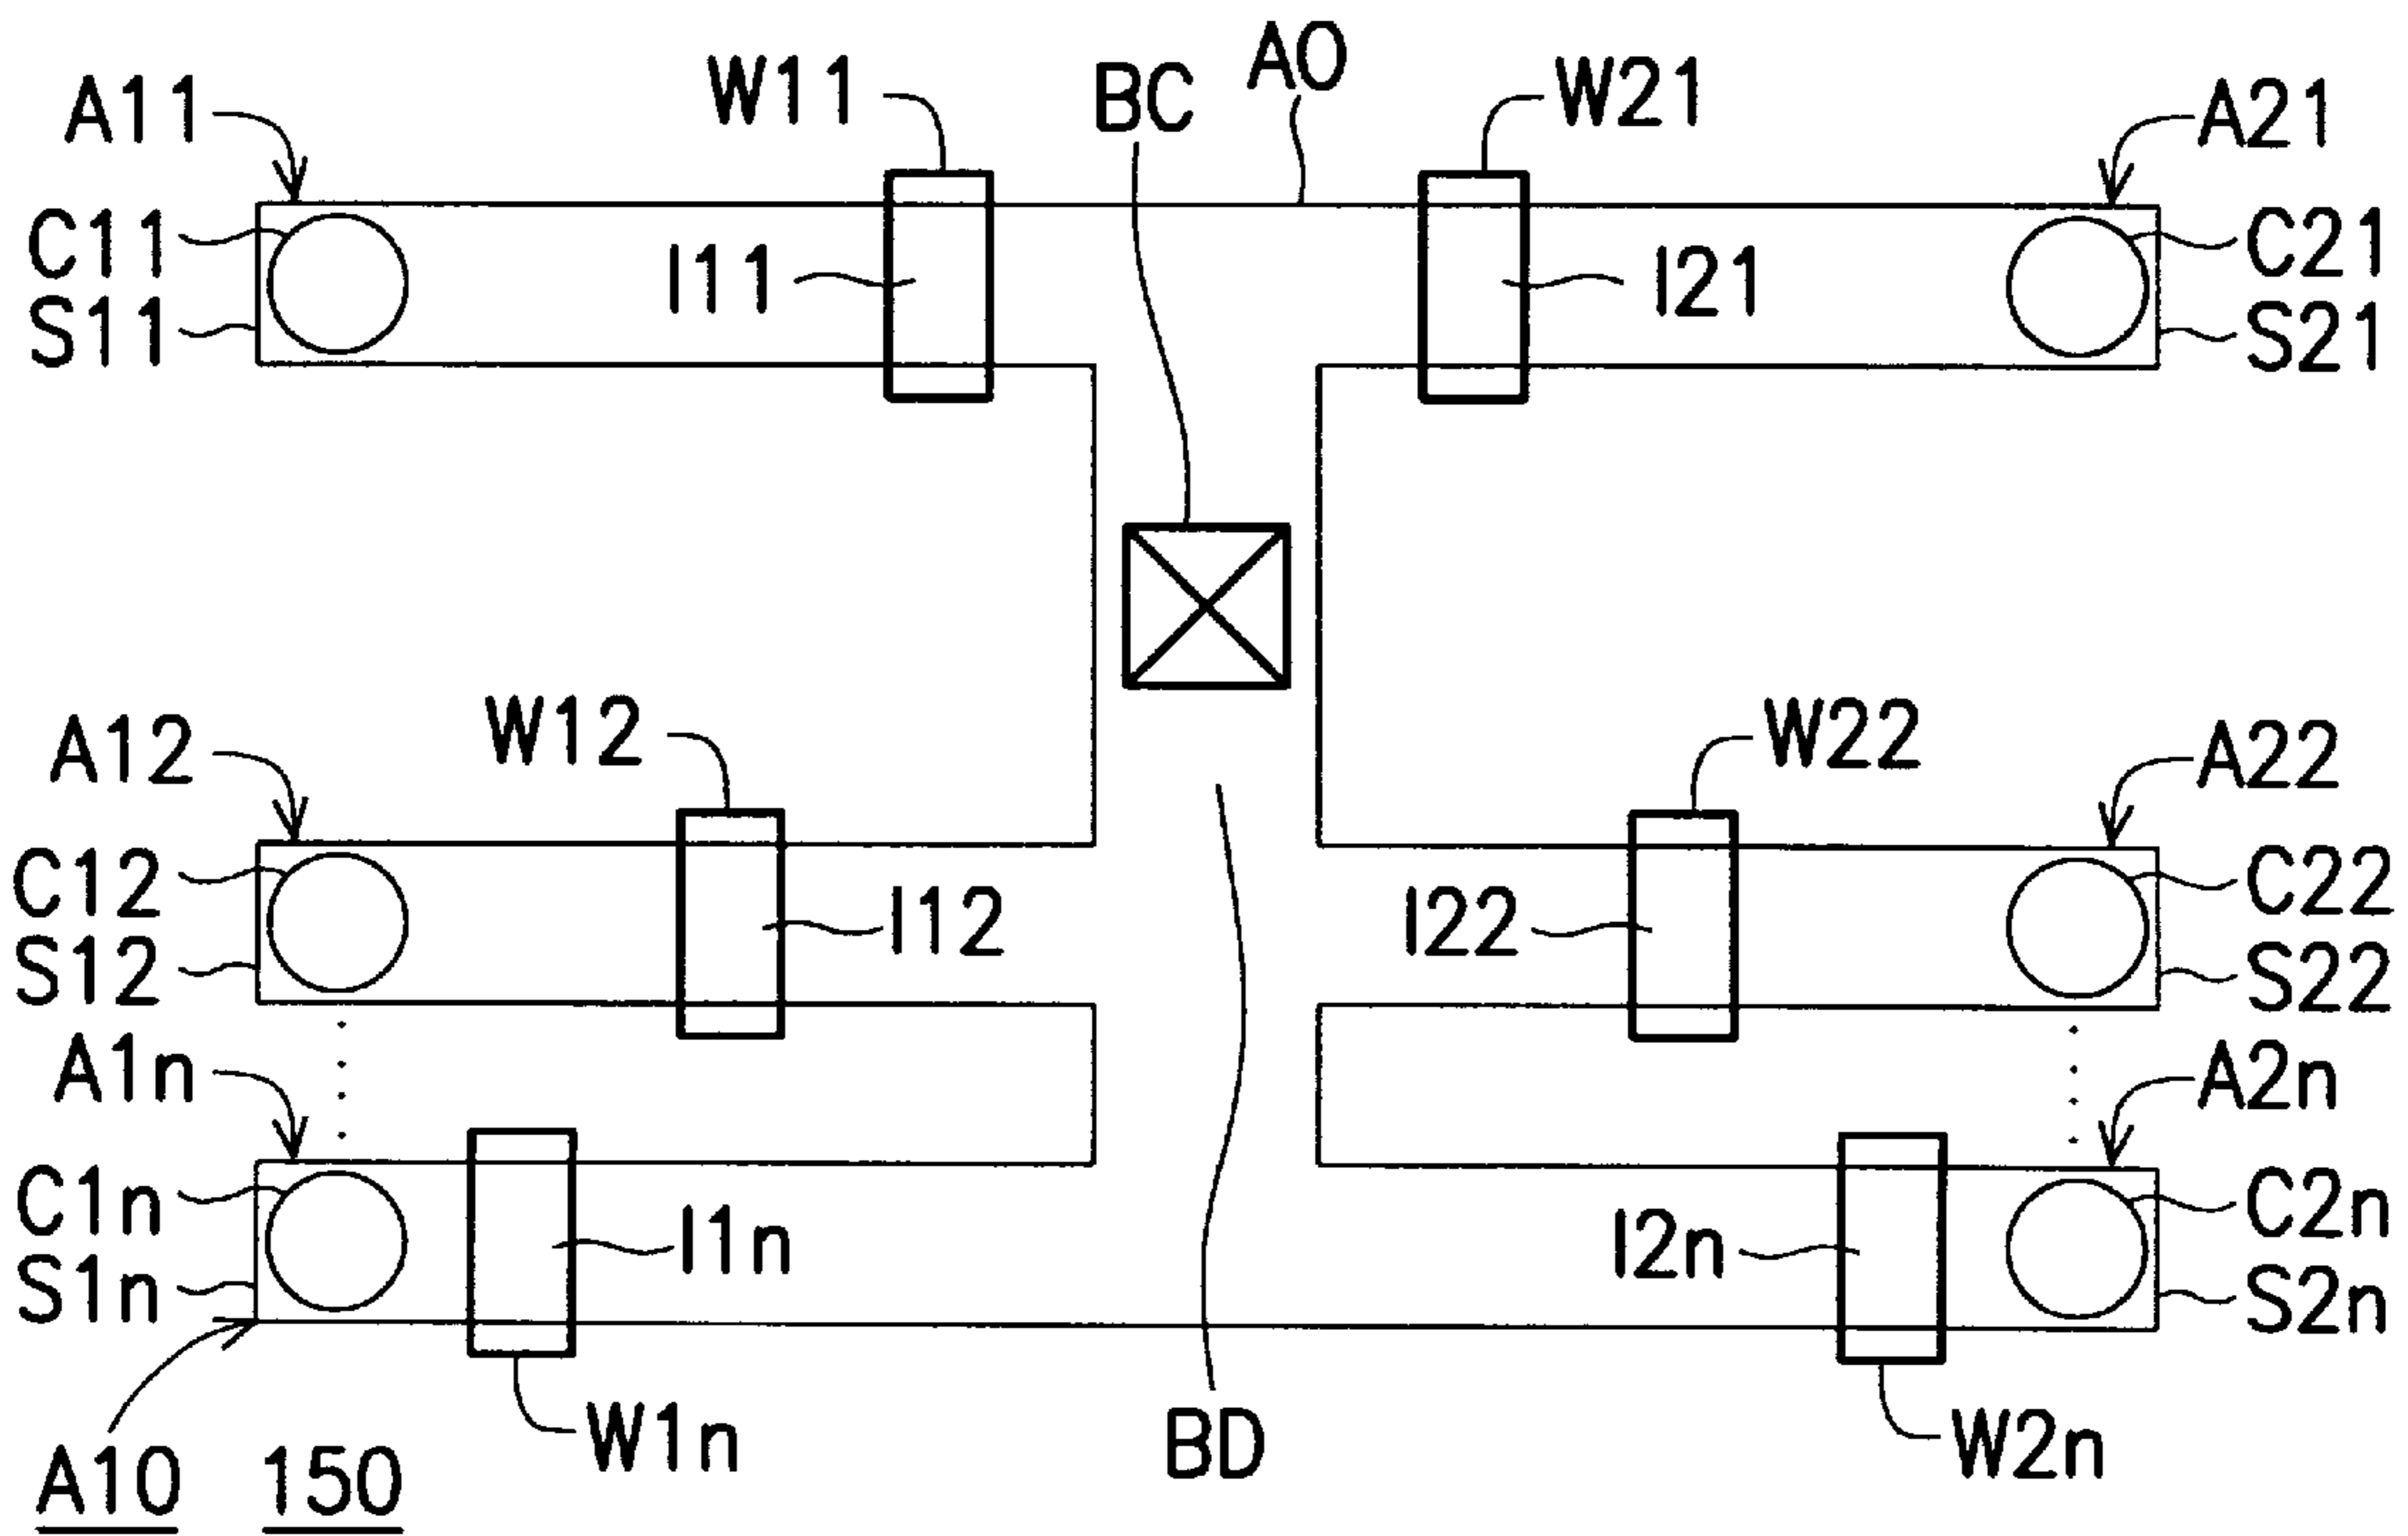 A11 W11 BC AO W21 A21
C11 I11 I21 C21
S11 S21
A12 W12 W22 A22
C12 I12 I22 C22
S12 S22
A1n A2n
C1n I1n I2n C2n
S1n S2n
W1n BD W2n
A10 150